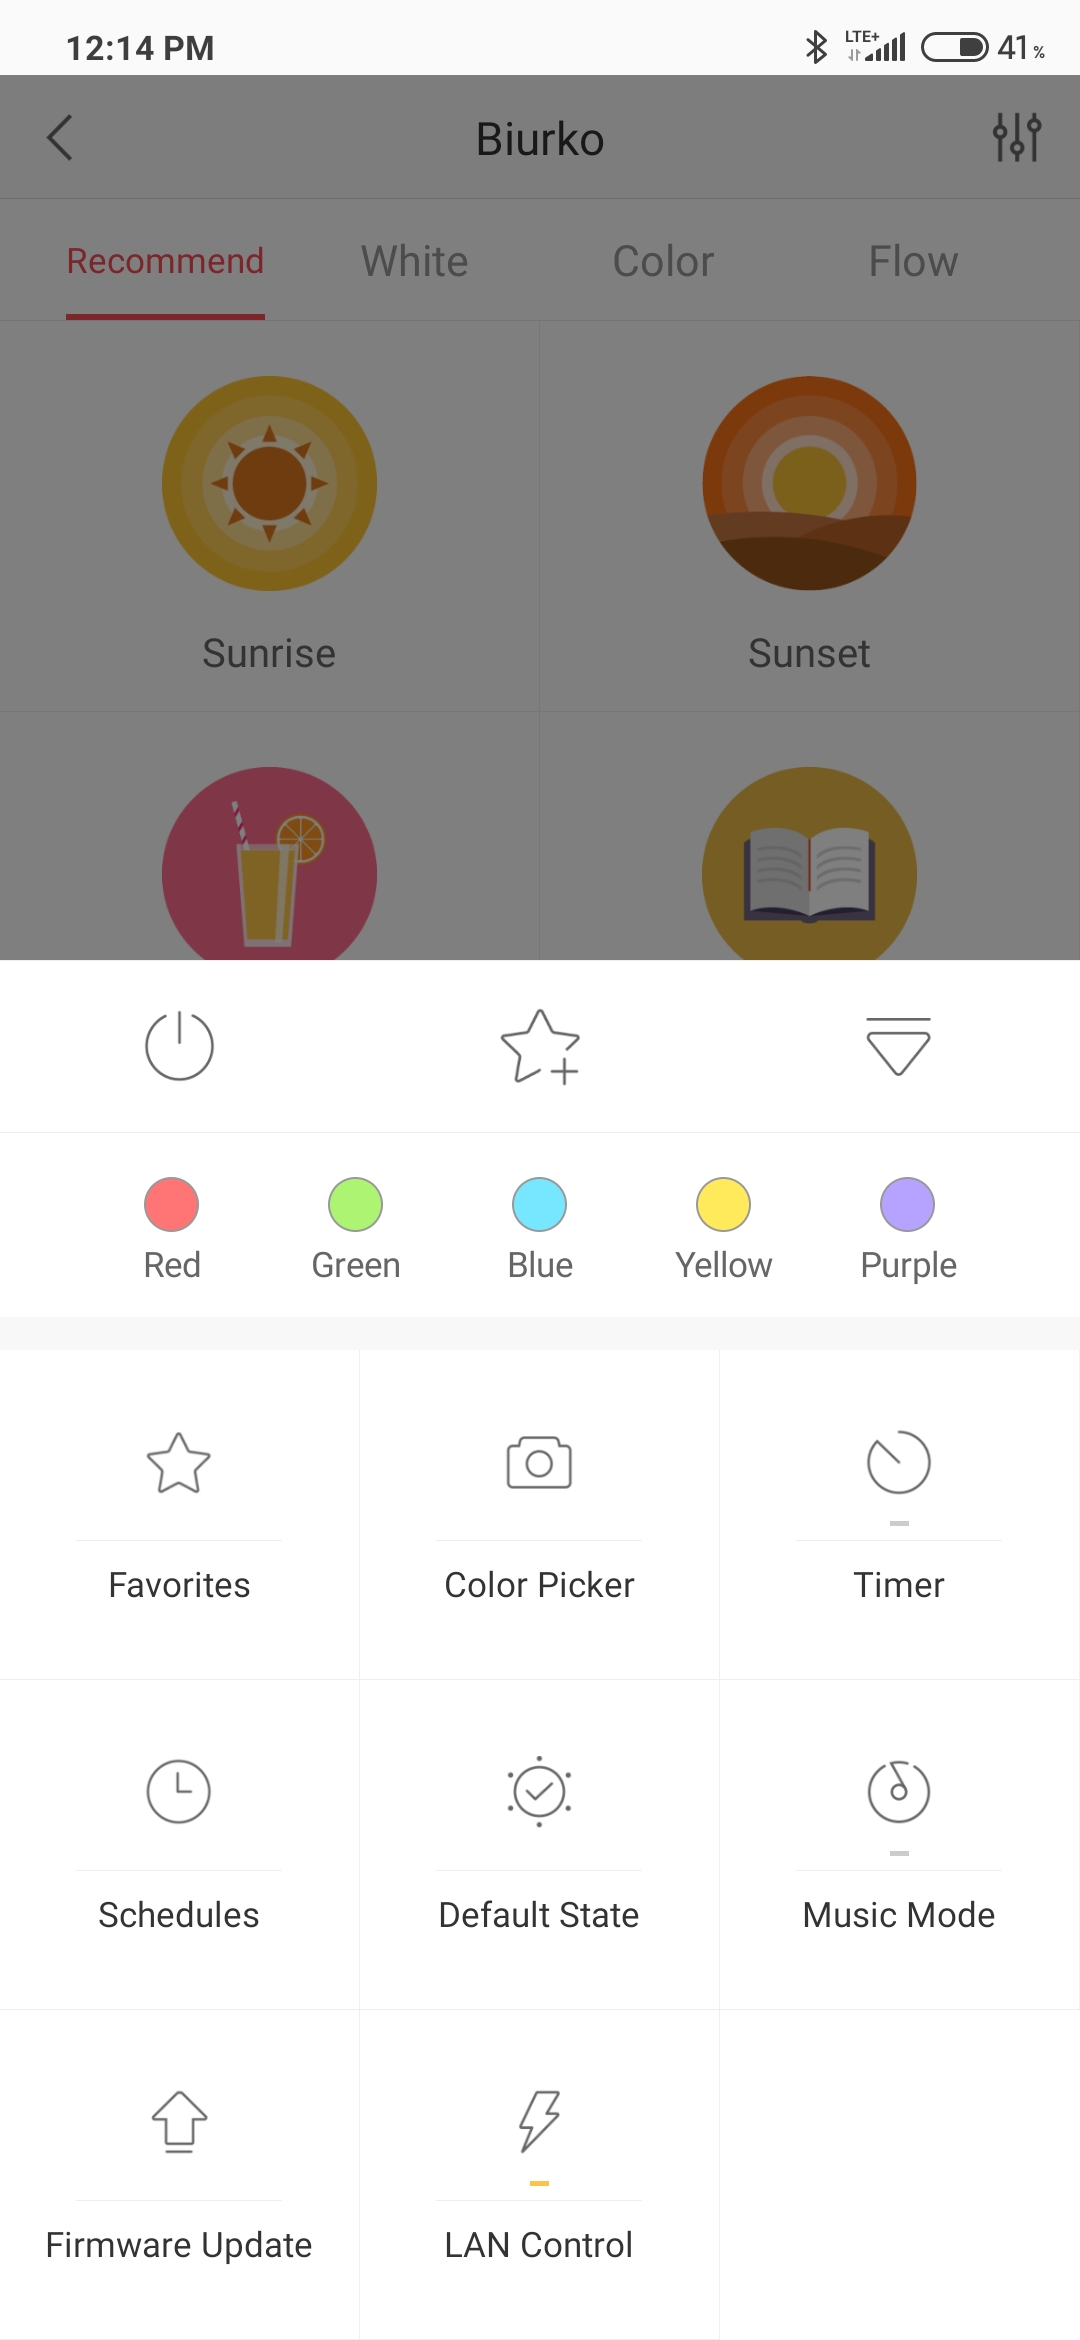 12:14 PM LTE+ 41 %
Biurko
Recommend White Color Flow
Sunrise Sunset
Red Green Blue Yellow Purple
Favorites Color Picker Timer
Schedules Default State Music Mode
Firmware Update LAN Control